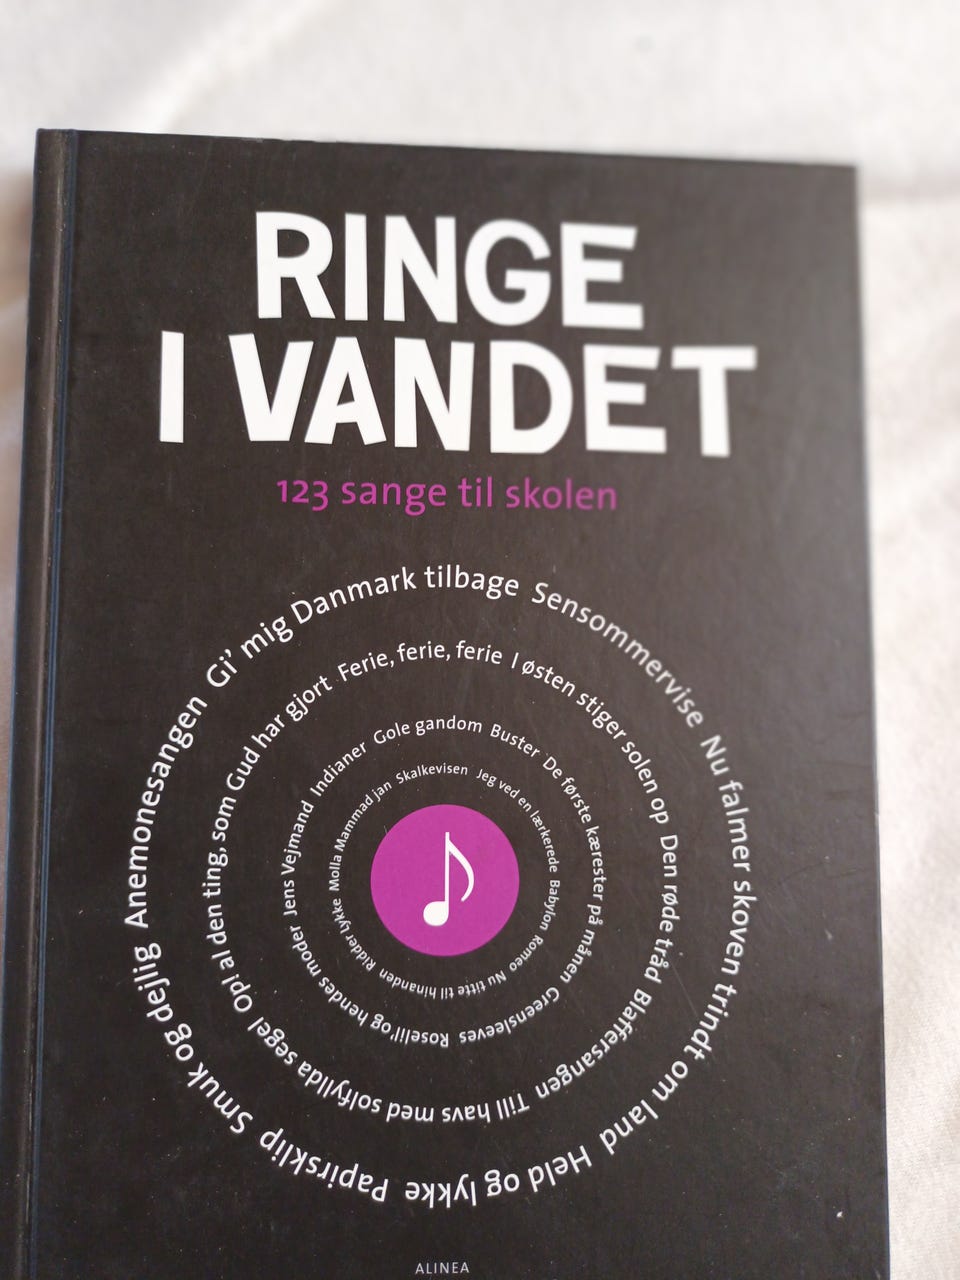 RINGE
I VANDET
123 sange til skolen
Gi' mig Danmark tilbage Sensommervise Nu falmer skoven trindt om land Held og lykke Papirsklip Smuk og dejlig Anemonesangen
Ferie, ferie, ferie I østen stiger solen op Den røde tråd Blaffersangen Till havs med solfyllda segel Op! al den ting, som Gud har gjort
Gole gandom Buster De første kærester på månen Greensleeves Roselil' og hendes moder Jens Vejmand Indianer
Skalkevisen Jeg ved en lærkerede Babylon Romeo Nu titte til hinanden Ridder Lykke Molla Mammad jan
ALINEA